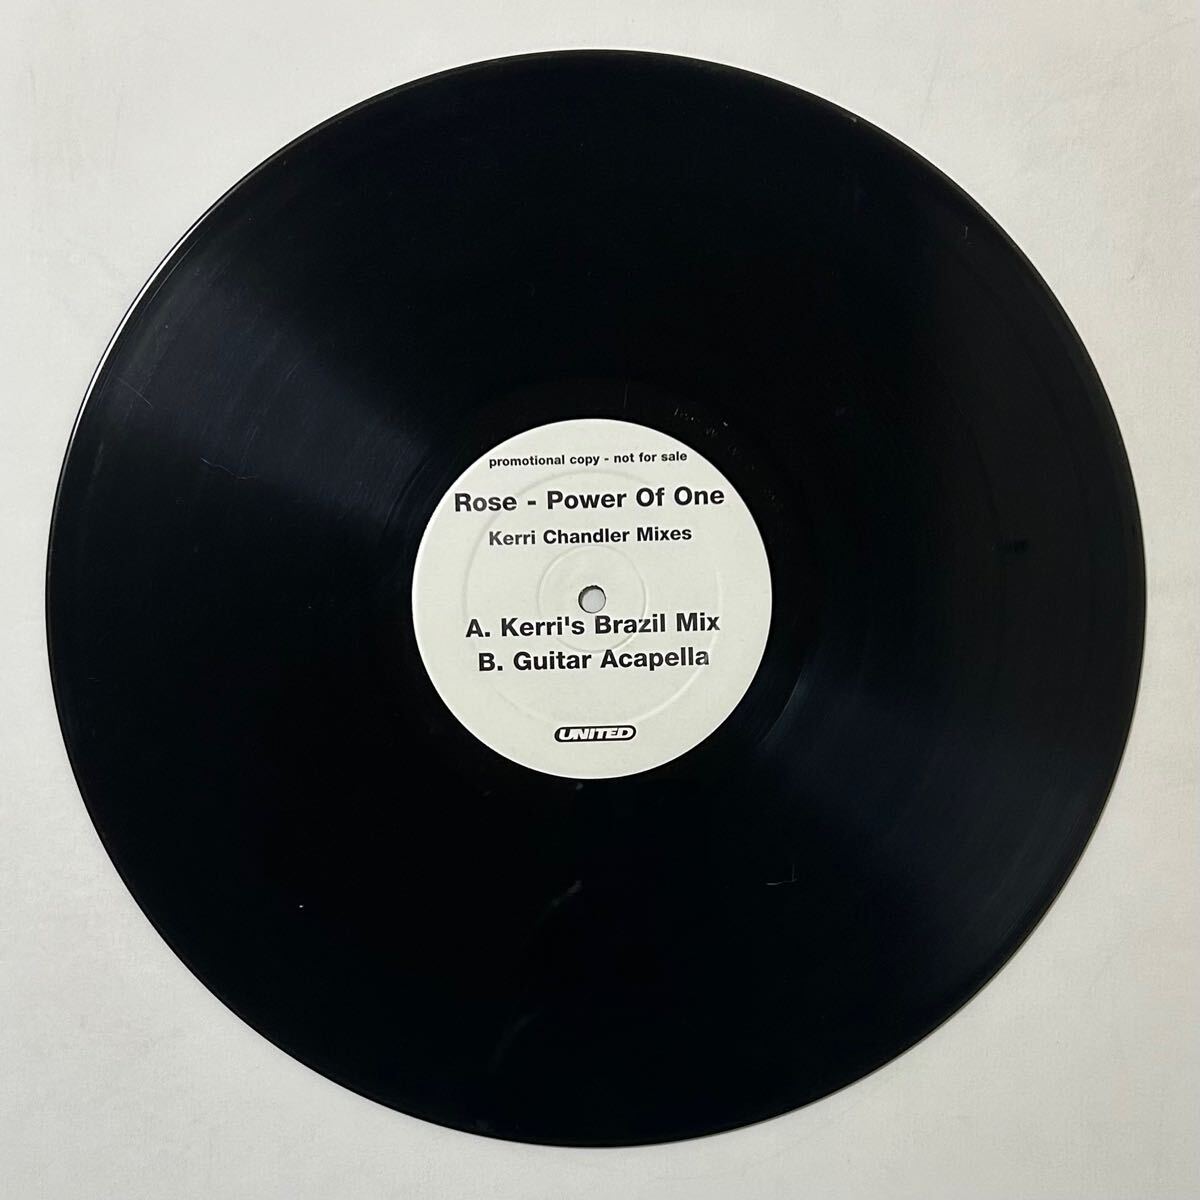 promotional copy - not for sale
Rose - Power Of One
Kerri Chandler Mixes
A. Kerri's Brazil Mix
B. Guitar Acapella
UNITED